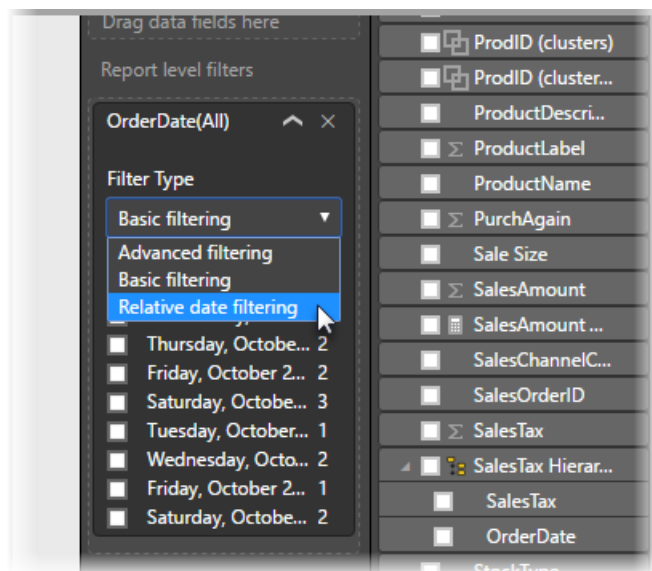 Drag data fields here
Report level filters
OrderDate(All)
Filter Type
Basic filtering
Advanced filtering
Basic filtering
Relative date filtering
Thursday, Octobe... 2
Friday, October 2... 2
Saturday, Octobe... 3
Tuesday, October... 1
Wednesday, Octo... 2
Friday, October 2... 1
Saturday, Octobe... 2
ProdID (clusters)
ProdID (cluster...
ProductDescri...
ProductLabel
ProductName
PurchAgain
Sale Size
SalesAmount
SalesAmount ...
SalesChannelC...
SalesOrderID
SalesTax
SalesTax Hierar...
SalesTax
OrderDate
StockType